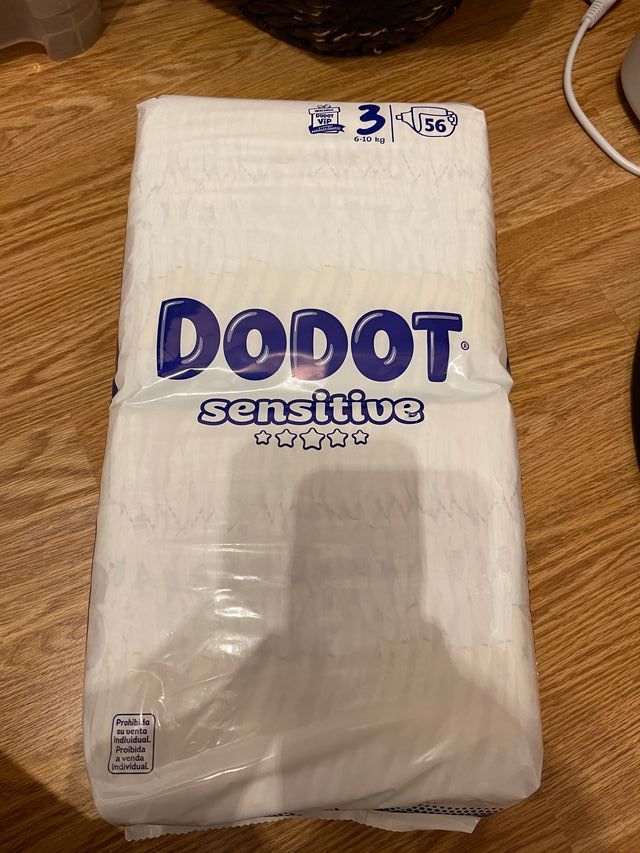 DODOT
VIP
3
6-10 kg
56
DODOT
sensitive
Prohibida
su venta
individual.
Proibida
a venda
individual.